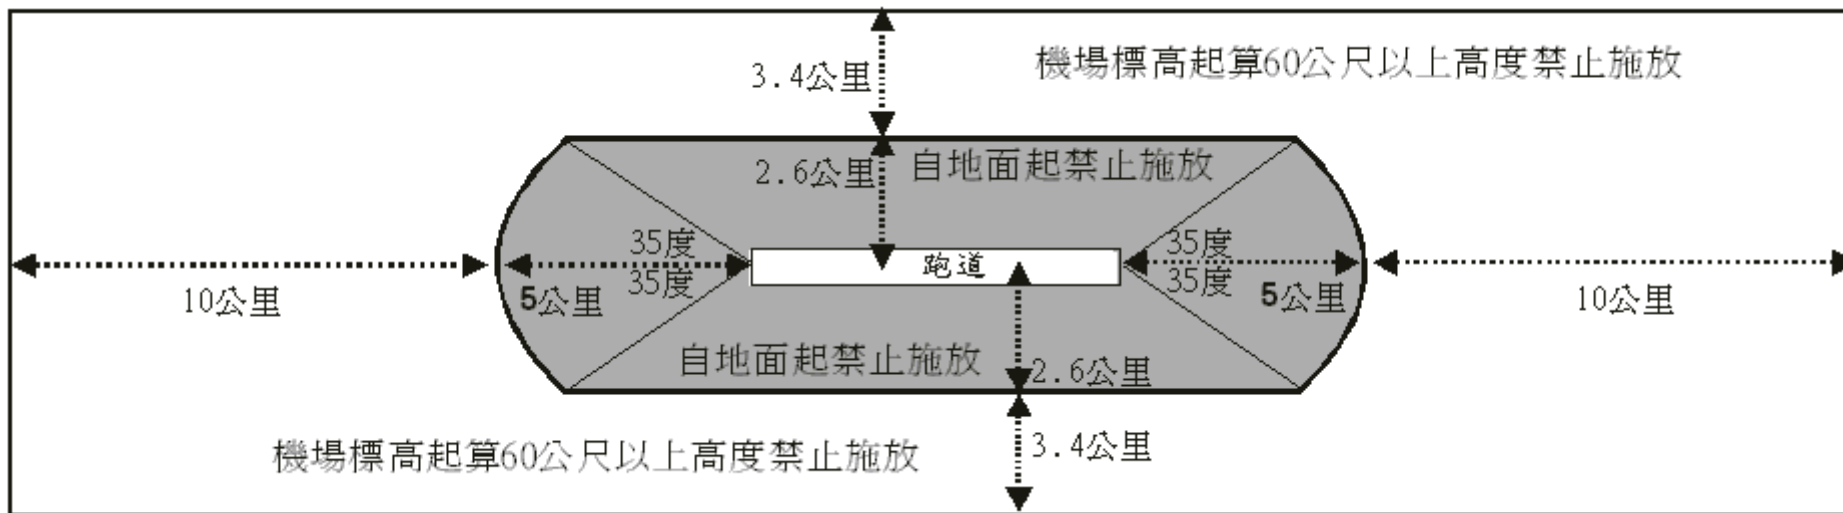 機場標高起算60公尺以上高度禁止施放
3.4公里
2.6公里
自地面起禁止施放
35度
35度
跑道
35度
35度
10公里
5公里
5公里
10公里
自地面起禁止施放
2.6公里
機場標高起算60公尺以上高度禁止施放
3.4公里